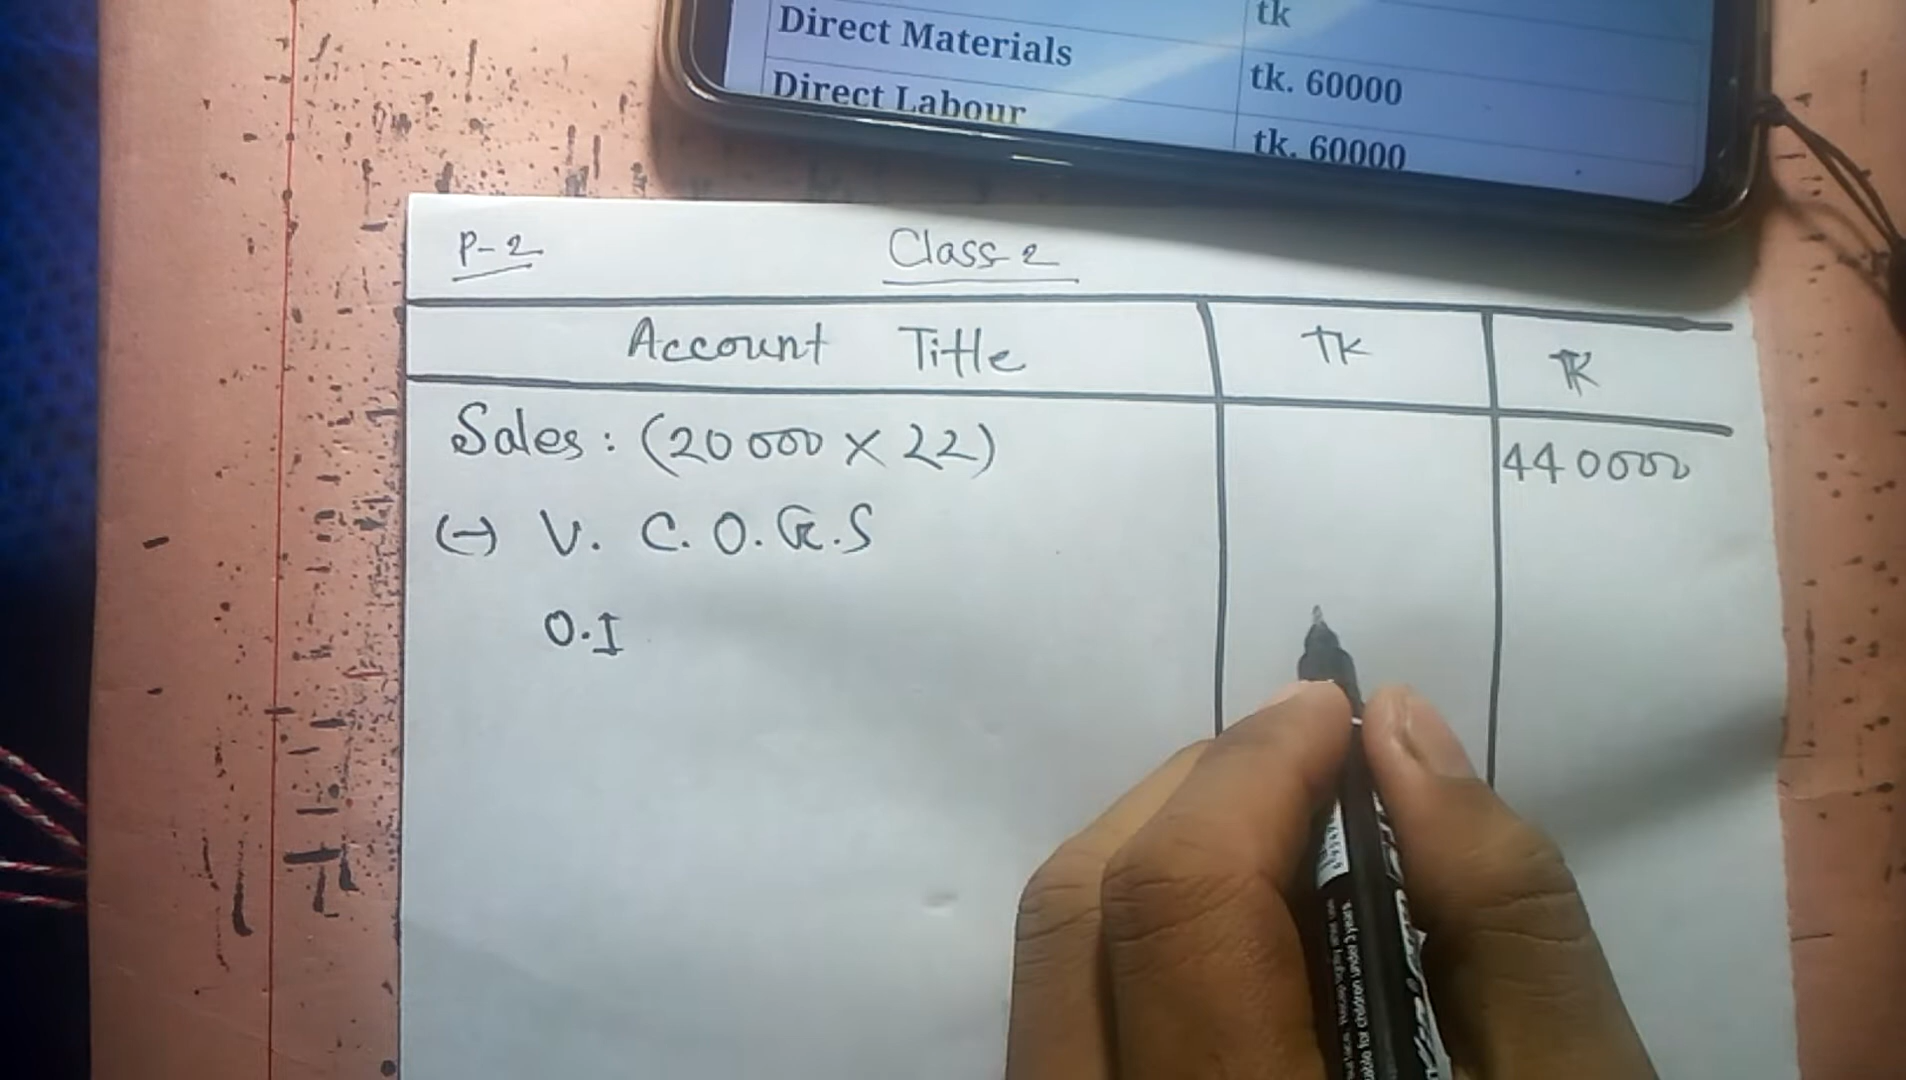 tk
Direct Materials tk. 60000
Direct Labour tk. 60000
P-2 Class-2
Account Title TK TK
Sales: (20000 × 22) 440000
(-) V. C. O. G. S
O.I